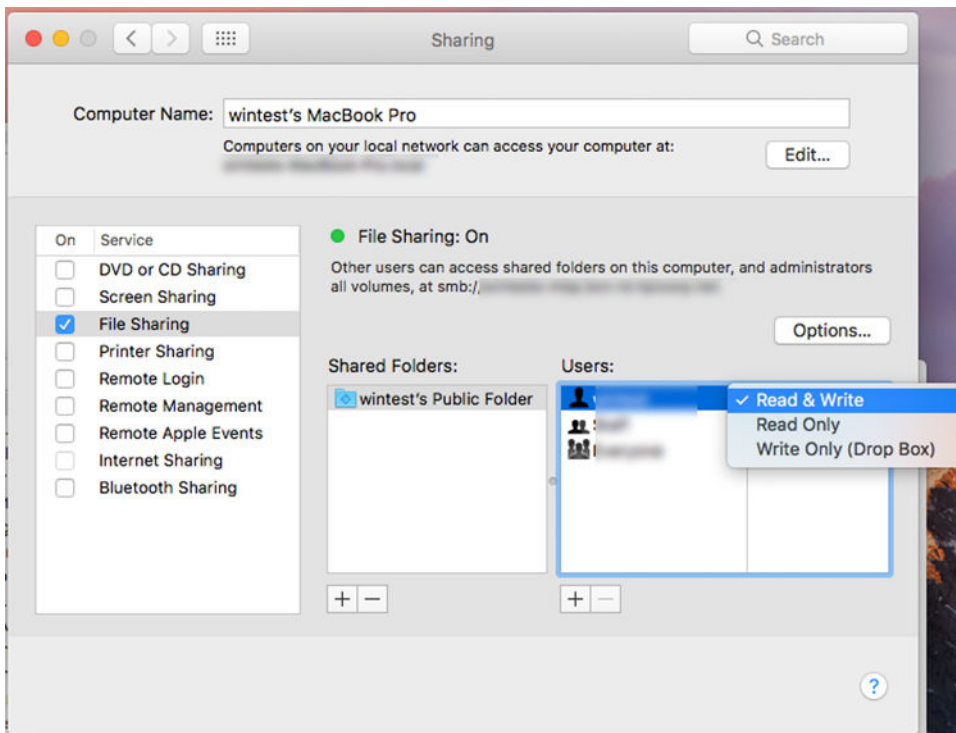 Sharing
Search
Computer Name: wintest's MacBook Pro
Computers on your local network can access your computer at:
Edit...
On Service
DVD or CD Sharing
Screen Sharing
File Sharing
Printer Sharing
Remote Login
Remote Management
Remote Apple Events
Internet Sharing
Bluetooth Sharing
File Sharing: On
Other users can access shared folders on this computer, and administrators
all volumes, at smb:/
Options...
Shared Folders:
wintest's Public Folder
Users:
Read & Write
Read Only
Write Only (Drop Box)
?